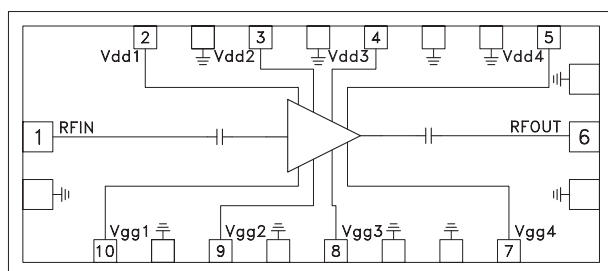 2 3 4 5
Vdd1 Vdd2 Vdd3 Vdd4
1 RFIN RFOUT 6
Vgg1 Vgg2 Vgg3 Vgg4
10 9 8 7